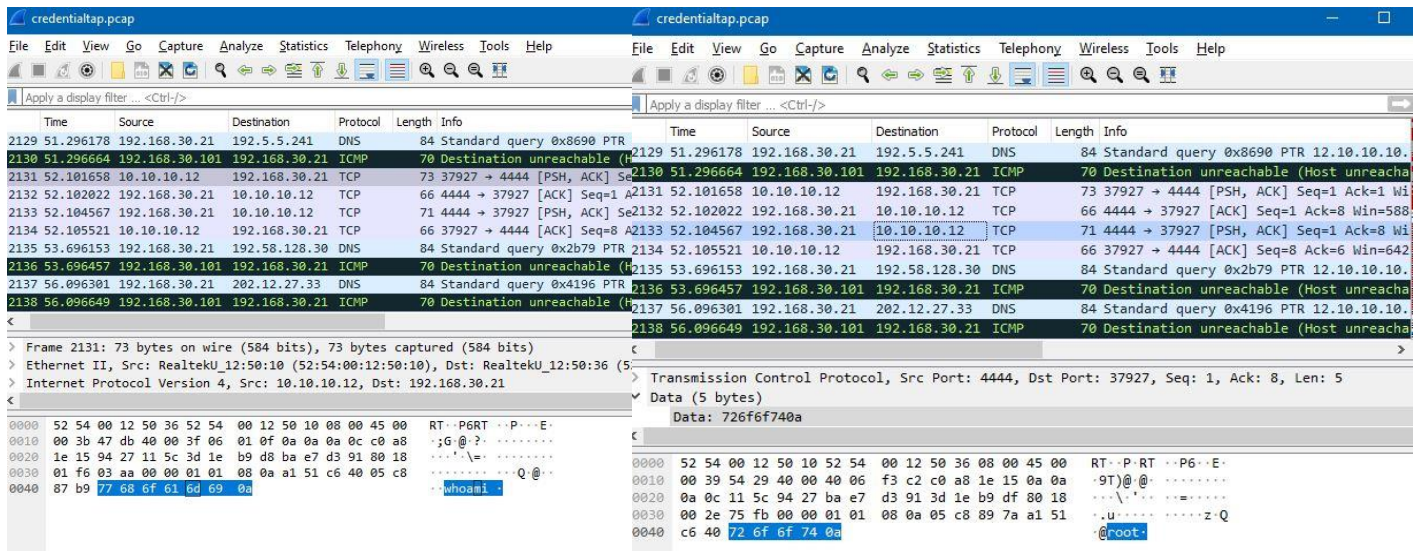 credentialtap.pcap
File Edit View Go Capture Analyze Statistics Telephony Wireless Tools Help
Apply a display filter ... <Ctrl-/>
Time Source Destination Protocol Length Info
2129 51.296178 192.168.30.21 192.5.5.241 DNS 84 Standard query 0x8690 PTR
2130 51.296664 192.168.30.101 192.168.30.21 ICMP 70 Destination unreachable (H
2131 52.101658 10.10.10.12 192.168.30.21 TCP 73 37927 → 4444 [PSH, ACK] Se
2132 52.102022 192.168.30.21 10.10.10.12 TCP 66 4444 → 37927 [ACK] Seq=1 A
2133 52.104567 192.168.30.21 10.10.10.12 TCP 71 4444 → 37927 [PSH, ACK] Se
2134 52.105521 10.10.10.12 192.168.30.21 TCP 66 37927 → 4444 [ACK] Seq=8 A
2135 53.696153 192.168.30.21 192.58.128.30 DNS 84 Standard query 0x2b79 PTR
2136 53.696457 192.168.30.101 192.168.30.21 ICMP 70 Destination unreachable (H
2137 56.096301 192.168.30.21 202.12.27.33 DNS 84 Standard query 0x4196 PTR
2138 56.096649 192.168.30.101 192.168.30.21 ICMP 70 Destination unreachable (H
> Frame 2131: 73 bytes on wire (584 bits), 73 bytes captured (584 bits)
> Ethernet II, Src: RealtekU_12:50:10 (52:54:00:12:50:10), Dst: RealtekU_12:50:36 (5
> Internet Protocol Version 4, Src: 10.10.10.12, Dst: 192.168.30.21
0000 52 54 00 12 50 36 52 54 00 12 50 10 08 00 45 00 RT··P6RT ··P···E·
0010 00 3b 47 db 40 00 3f 06 01 0f 0a 0a 0a 0c c0 a8 ·;G·@·?· ········
0020 1e 15 94 27 11 5c 3d 1e b9 d8 ba e7 d3 91 80 18 ···'·\=· ········
0030 01 f6 03 aa 00 00 01 01 08 0a a1 51 c6 40 05 c8 ········ ···Q·@··
0040 87 b9 77 68 6f 61 6d 69 0a ··whoami ·
credentialtap.pcap
File Edit View Go Capture Analyze Statistics Telephony Wireless Tools Help
Apply a display filter ... <Ctrl-/>
Time Source Destination Protocol Length Info
2129 51.296178 192.168.30.21 192.5.5.241 DNS 84 Standard query 0x8690 PTR 12.10.10.10.
2130 51.296664 192.168.30.101 192.168.30.21 ICMP 70 Destination unreachable (Host unreacha
2131 52.101658 10.10.10.12 192.168.30.21 TCP 73 37927 → 4444 [PSH, ACK] Seq=1 Ack=1 Wi
2132 52.102022 192.168.30.21 10.10.10.12 TCP 66 4444 → 37927 [ACK] Seq=1 Ack=8 Win=588
2133 52.104567 192.168.30.21 10.10.10.12 TCP 71 4444 → 37927 [PSH, ACK] Seq=1 Ack=8 Wi
2134 52.105521 10.10.10.12 192.168.30.21 TCP 66 37927 → 4444 [ACK] Seq=8 Ack=6 Win=642
2135 53.696153 192.168.30.21 192.58.128.30 DNS 84 Standard query 0x2b79 PTR 12.10.10.10.
2136 53.696457 192.168.30.101 192.168.30.21 ICMP 70 Destination unreachable (Host unreacha
2137 56.096301 192.168.30.21 202.12.27.33 DNS 84 Standard query 0x4196 PTR 12.10.10.10.
2138 56.096649 192.168.30.101 192.168.30.21 ICMP 70 Destination unreachable (Host unreacha
> Transmission Control Protocol, Src Port: 4444, Dst Port: 37927, Seq: 1, Ack: 8, Len: 5
Data (5 bytes)
Data: 726f6f740a
0000 52 54 00 12 50 10 52 54 00 12 50 36 08 00 45 00 RT··P·RT ··P6··E·
0010 00 39 54 29 40 00 40 06 f3 c2 c0 a8 1e 15 0a 0a ·9T)@·@· ········
0020 0a 0c 11 5c 94 27 ba e7 d3 91 3d 1e b9 df 80 18 ···\·'·· ··=·····
0030 00 2e 75 fb 00 00 01 01 08 0a 05 c8 89 7a a1 51 ·.u····· ·····z·Q
0040 c6 40 72 6f 6f 74 0a ·@root·